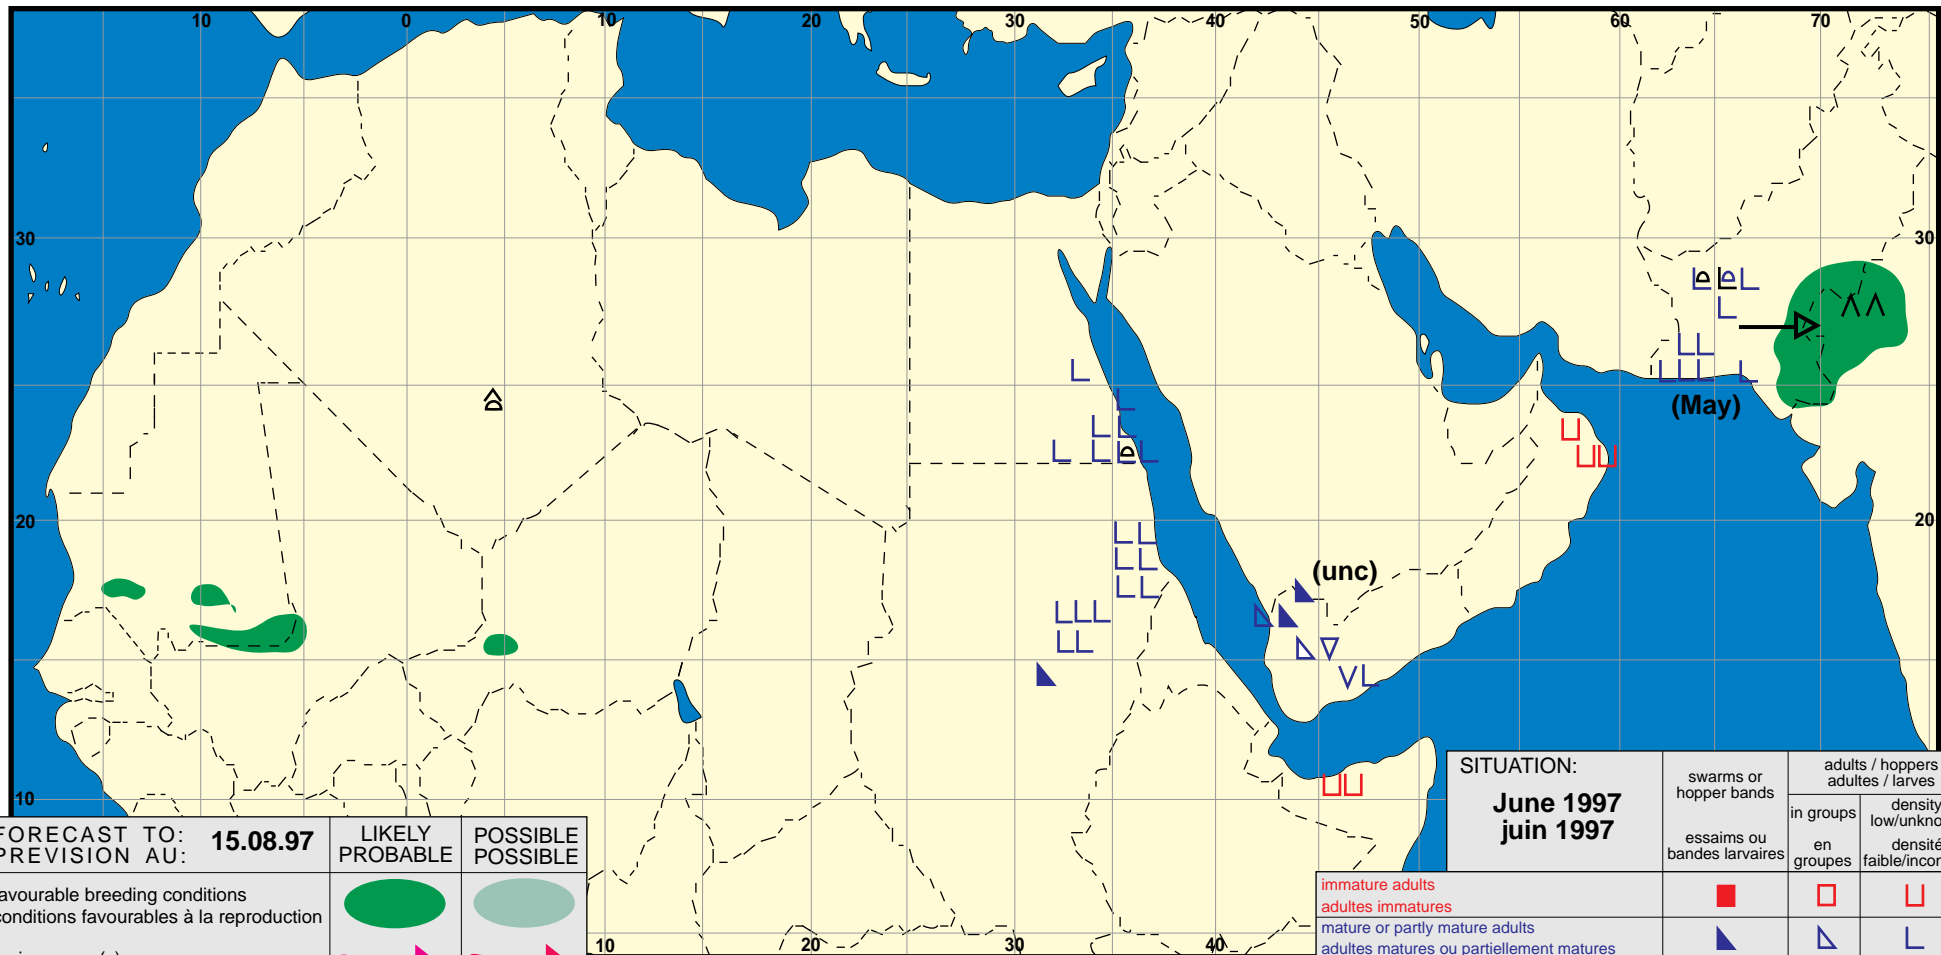 10 0 10 20 30 40 50 60 70
30 30
(May)
20 20
(unc)
10
FORECAST TO: 15.08.97
PREVISION AU:
LIKELY
PROBABLE
POSSIBLE
POSSIBLE
favourable breeding conditions
conditions favourables à la reproduction
10 20 30 40
SITUATION:
June 1997
juin 1997
swarms or
hopper bands
essaims ou
bandes larvaires
adults / hoppers
adultes / larves
in groups
en
groupes
density
low/unkno
densité
faible/incon
immature adults
adultes immatures
mature or partly mature adults
adultes matures ou partiellement matures